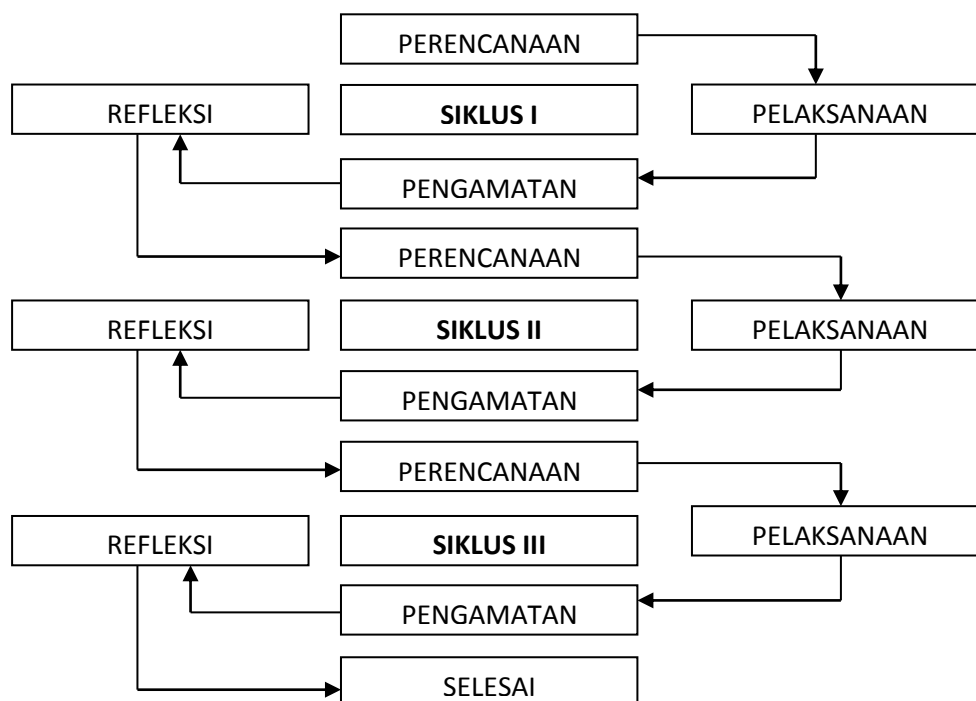 PERENCANAAN
REFLEKSI
SIKLUS I
PELAKSANAAN
PENGAMATAN
PERENCANAAN
REFLEKSI
SIKLUS II
PELAKSANAAN
PENGAMATAN
PERENCANAAN
REFLEKSI
SIKLUS III
PELAKSANAAN
PENGAMATAN
SELESAI